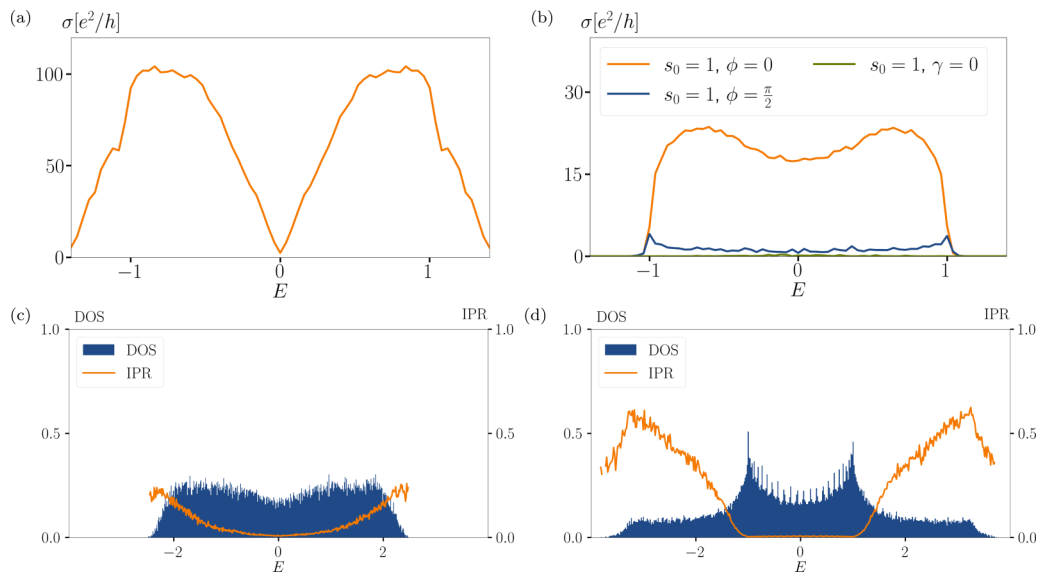 (a)
σ[e²/h]
100
50
0
−1
0
1
E
(b)
σ[e²/h]
s₀ = 1, ϕ = 0
s₀ = 1, γ = 0
s₀ = 1, ϕ = π/2
30
15
0
−1
0
1
E
(c)
DOS
IPR
1.0
1.0
DOS
IPR
0.5
0.5
0.0
0.0
−2
0
2
E
(d)
DOS
IPR
1.0
1.0
DOS
IPR
0.5
0.5
0.0
0.0
−2
0
2
E